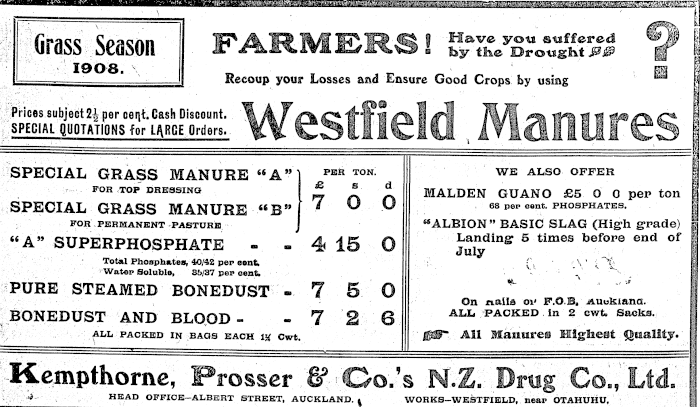 Grass Season
1908.
FARMERS! Have you suffered
by the Drought ?
Recoup your Losses and Ensure Good Crops by using
Prices subject 2½ per cent. Cash Discount.
SPECIAL QUOTATIONS for LARGE Orders.
Westfield Manures
PER TON.
£ s d
SPECIAL GRASS MANURE "A"
FOR TOP DRESSING
SPECIAL GRASS MANURE "B"
FOR PERMANENT PASTURE
7 0 0
"A" SUPERPHOSPHATE - - 4 15 0
Total Phosphates, 40/42 per cent.
Water Soluble, 35/37 per cent.
PURE STEAMED BONEDUST - 7 5 0
BONEDUST AND BLOOD - - 7 2 6
ALL PACKED IN BAGS EACH 1¼ Cwt.
WE ALSO OFFER
MALDEN GUANO £5 0 0 per ton
68 per cent. PHOSPHATES.
"ALBION" BASIC SLAG (High grade)
Landing 5 times before end of
July
On Rails or F.O.B. Auckland.
ALL PACKED in 2 cwt. Sacks.
All Manures Highest Quality.
Kempthorne, Prosser & Co.'s N.Z. Drug Co., Ltd.
HEAD OFFICE-ALBERT STREET, AUCKLAND. WORKS-WESTFIELD, near OTAHUHU.